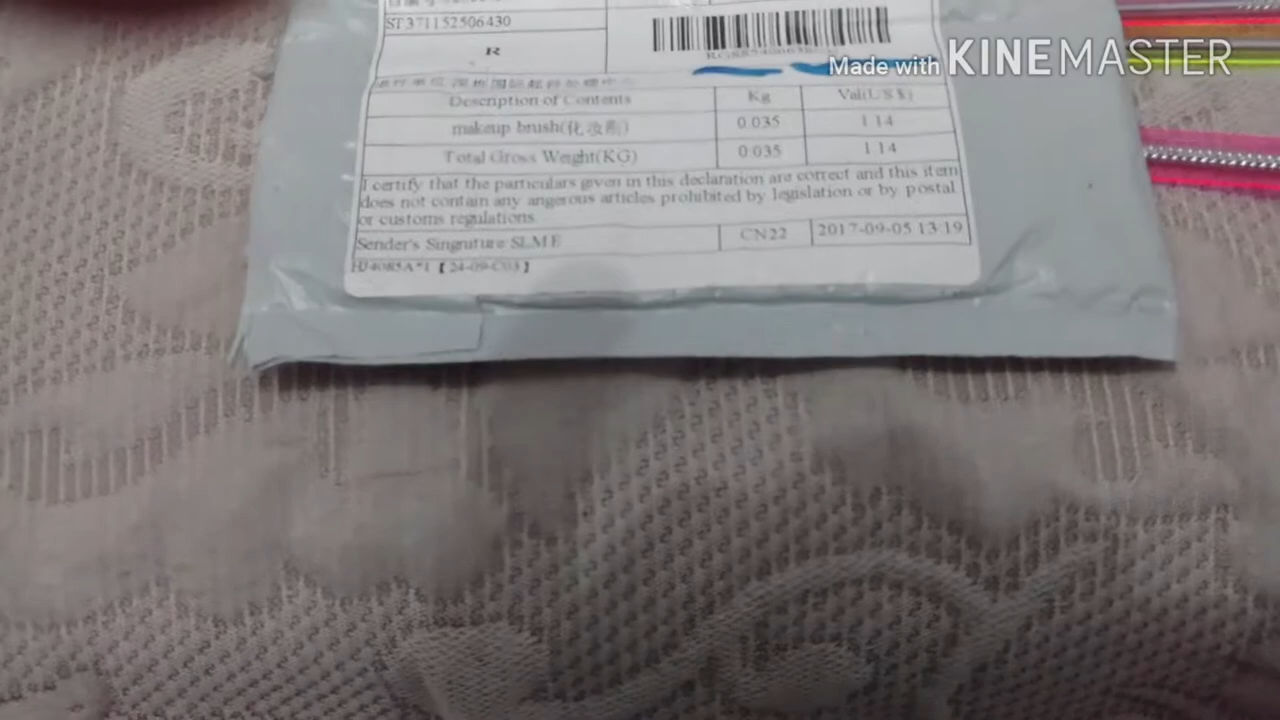 ST371152506430
R
Made with KINEMASTER
Description of Contents Kg Val(US $)
makeup brush(化妆刷) 0.035 1.14
Total Gross Weight(KG) 0.035 1.14
I certify that the particulars given in this declaration are correct and this item
does not contain any angerous articles prohibited by legislation or by postal
or customs regulations
Sender's Singnuture SLME CN22 2017-09-05 13:19